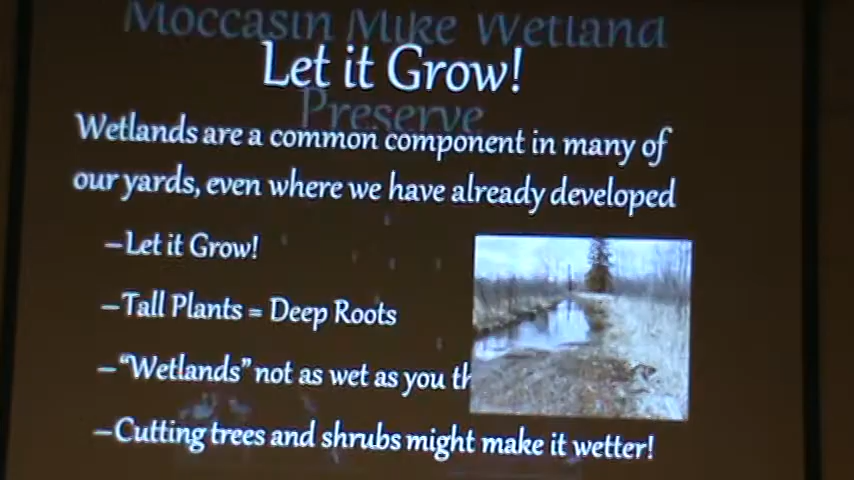 Moccasin Mike Wetland
Let it Grow!
Preserve
Wetlands are a common component in many of
our yards, even where we have already developed
–Let it Grow!
–Tall Plants = Deep Roots
–“Wetlands” not as wet as you th
–Cutting trees and shrubs might make it wetter!